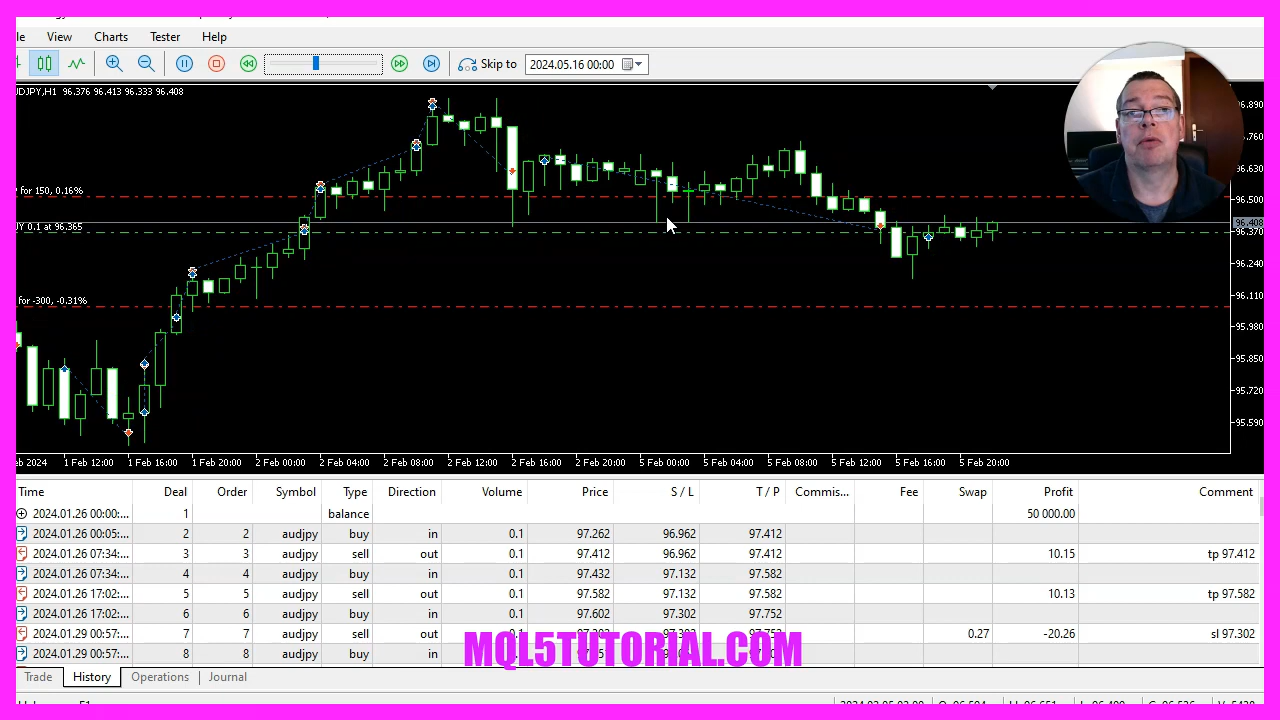 le View Charts Tester Help
Skip to 2024.05.16 00:00
DJPY,H1 96.376 96.413 96.333 96.408
6.890
6.760
96.630
96.500
96.408
96.370
96.240
96.110
95.980
95.850
95.720
95.590
for 150, 0.16%
JY 0.1 at 96.365
for -300, -0.31%
eb 2024 1 Feb 12:00 1 Feb 16:00 1 Feb 20:00 2 Feb 00:00 2 Feb 04:00 2 Feb 08:00 2 Feb 12:00 2 Feb 16:00 2 Feb 20:00 5 Feb 00:00 5 Feb 04:00 5 Feb 08:00 5 Feb 12:00 5 Feb 16:00 5 Feb 20:00
Time Deal Order Symbol Type Direction Volume Price S / L T / P Commis... Fee Swap Profit Comment
2024.01.26 00:00:... 1 balance 50 000.00
2024.01.26 00:05:... 2 2 audjpy buy in 0.1 97.262 96.962 97.412
2024.01.26 07:34:... 3 3 audjpy sell out 0.1 97.412 96.962 97.412 10.15 tp 97.412
2024.01.26 07:34:... 4 4 audjpy buy in 0.1 97.432 97.132 97.582
2024.01.26 17:02:... 5 5 audjpy sell out 0.1 97.582 97.132 97.582 10.13 tp 97.582
2024.01.26 17:02:... 6 6 audjpy buy in 0.1 97.602 97.302 97.752
2024.01.29 00:57:... 7 7 audjpy sell out 0.27 -20.26 sl 97.302
2024.01.29 00:57:... 8 8 audjpy buy in
MQL5TUTORIAL.COM
Trade History Operations Journal